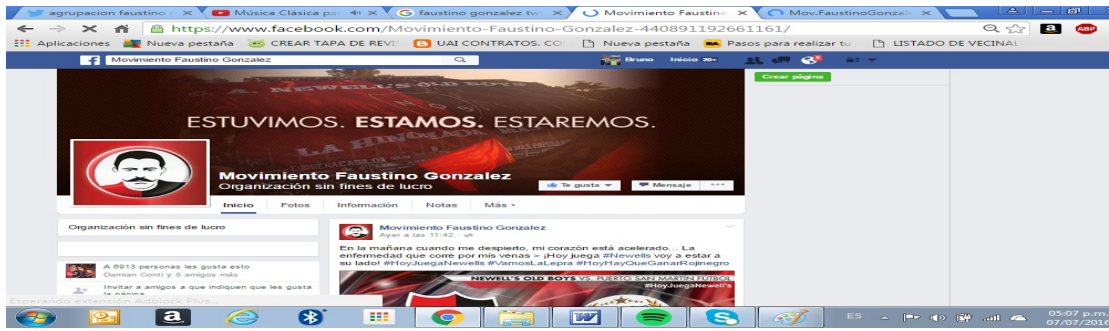 agrupacion faustino
Música Clásica pa
faustino gonzalez tw
Movimiento Faustino
Mov.FaustinoGonzal
https://www.facebook.com/Movimiento-Faustino-Gonzalez-440891192661161/
Aplicaciones
Nueva pestaña
CREAR TAPA DE REVI
UAI CONTRATOS. CO
Nueva pestaña
Pasos para realizar tu
LISTADO DE VECINAL
Movimiento Faustino Gonzalez
Bruno Inicio 20+
Crear página
C. A. NEWELL'S OLD BOYS
ESTUVIMOS. ESTAMOS. ESTAREMOS.
Movimiento Faustino Gonzalez
Organización sin fines de lucro
Te gusta
Mensaje
Inicio Fotos Información Notas Más
Organización sin fines de lucro
A 6913 personas les gusta esto
Damian Conti y 8 amigos más
Invitar a amigos a que indiquen que les gusta
la página
Movimiento Faustino Gonzalez
Ayer a las 11:42
En la mañana cuando me despierto, mi corazón está acelerado... La
enfermedad que corre por mis venas > ¡Hoy juega #Newells voy a estar a
su lado! #HoyJuegaNewells #VamosLaLepra #HoyHayQueGanarRojinegro
NEWELL'S OLD BOYS VS. PUERTO SAN MARTIN FÚTBOL
#HoyJuegaNewell's
Esperando extensión Adblock Plus...
ES
05:07 p.m.
07/07/2016